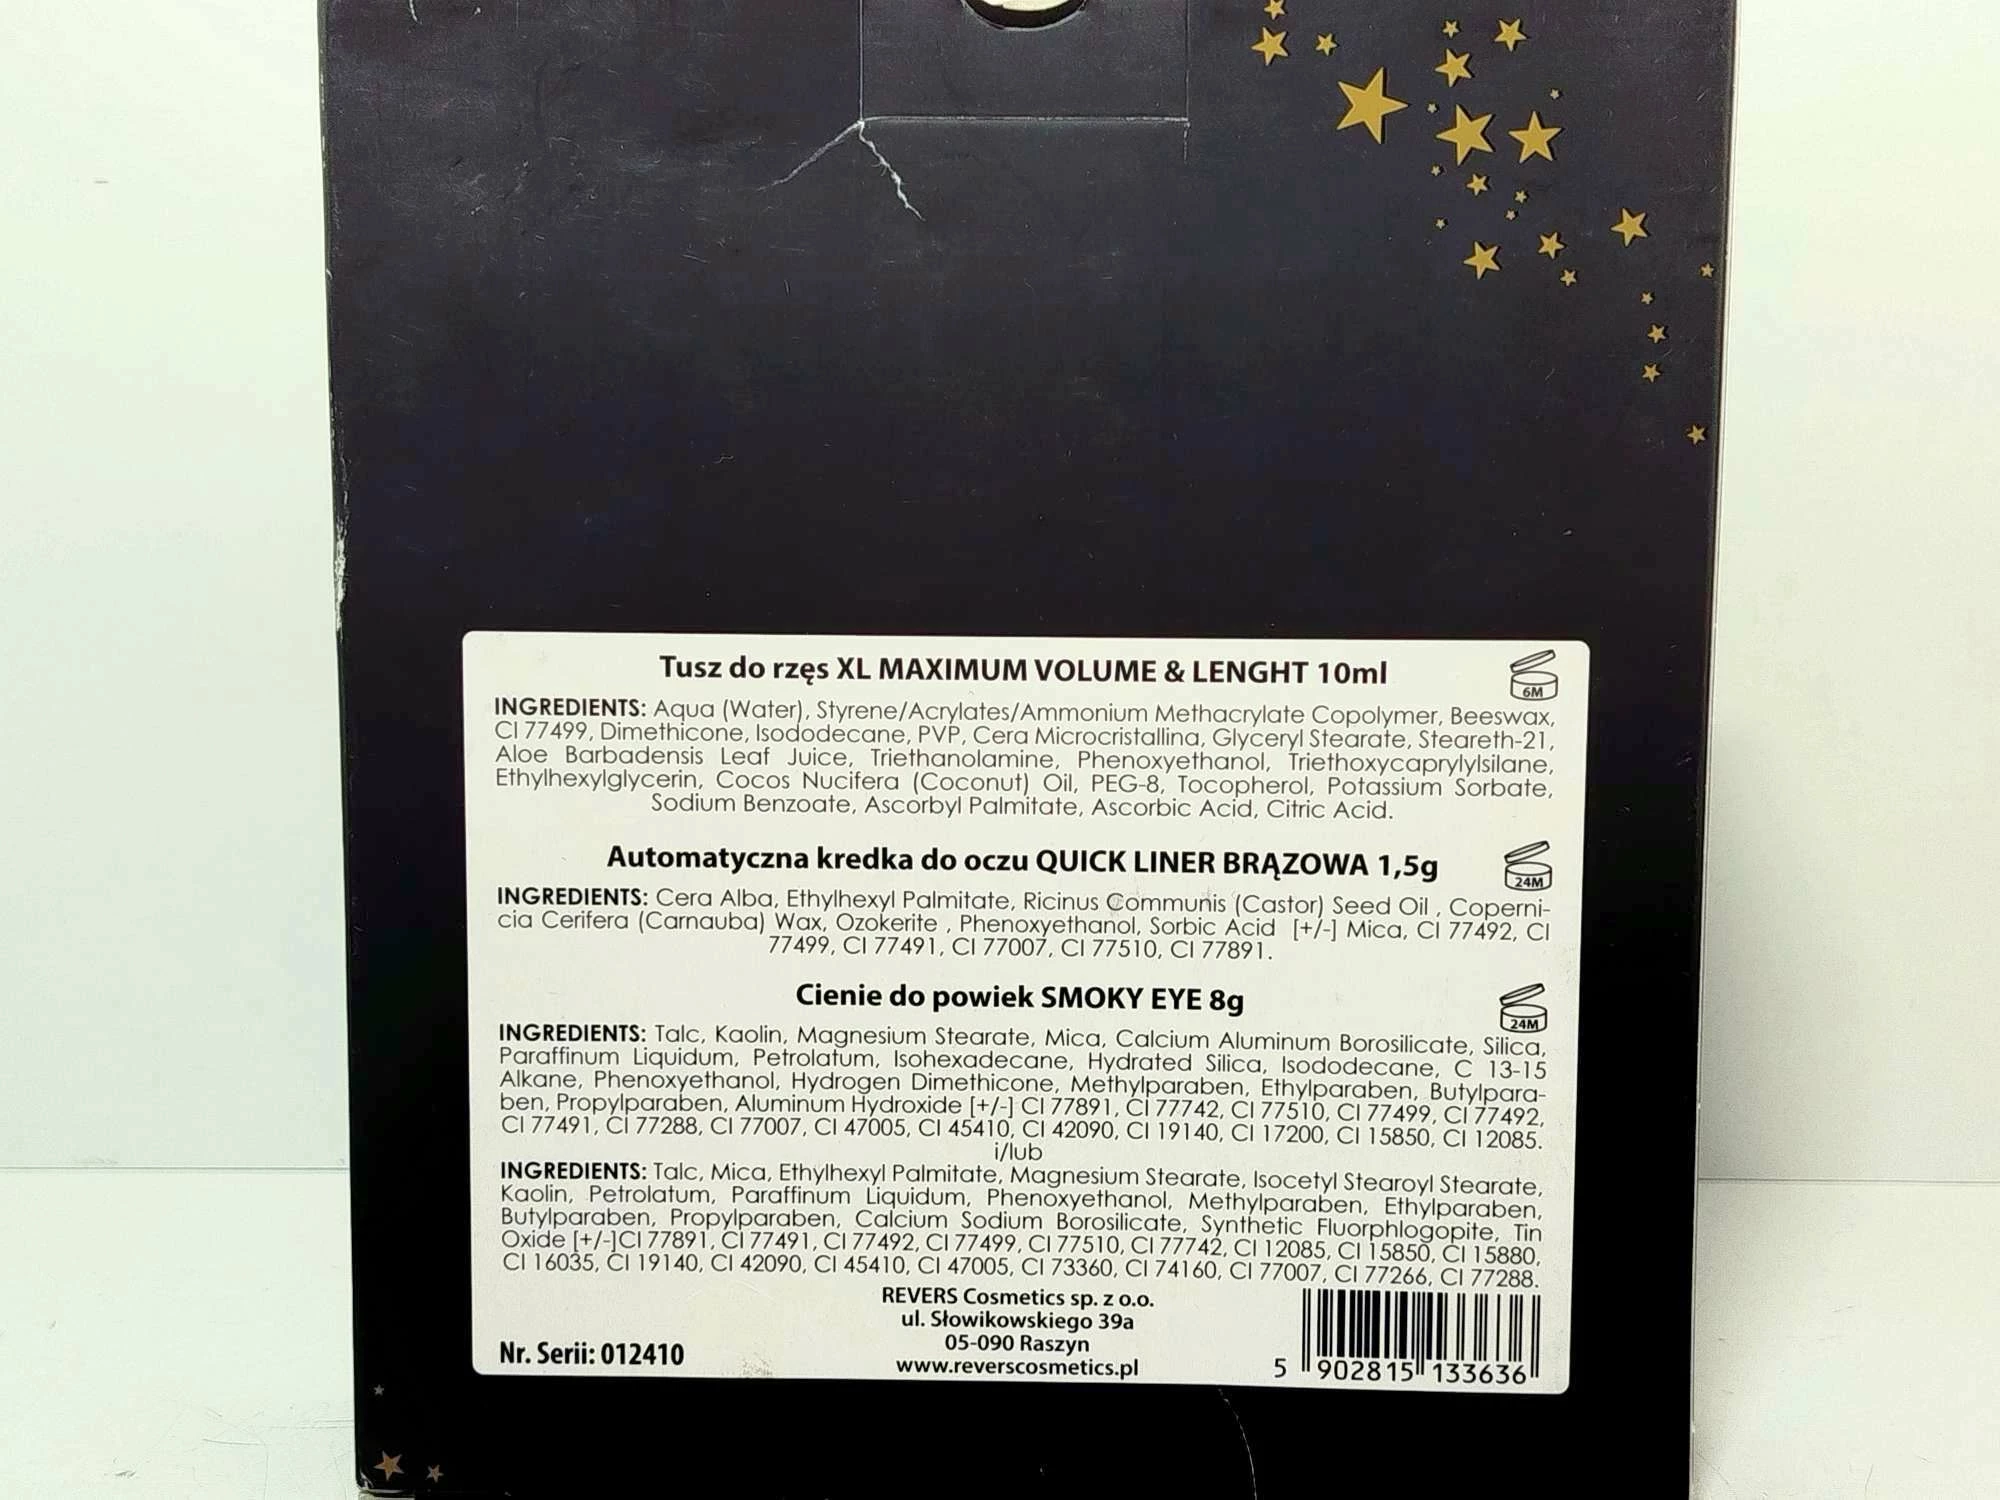 Tusz do rzęs XL MAXIMUM VOLUME & LENGHT 10ml
6M
INGREDIENTS: Aqua (Water), Styrene/Acrylates/Ammonium Methacrylate Copolymer, Beeswax,
CI 77499, Dimethicone, Isododecane, PVP, Cera Microcristallina, Glyceryl Stearate, Steareth-21,
Aloe Barbadensis Leaf Juice, Triethanolamine, Phenoxyethanol, Triethoxycaprylylsilane,
Ethylhexylglycerin, Cocos Nucifera (Coconut) Oil, PEG-8, Tocopherol, Potassium Sorbate,
Sodium Benzoate, Ascorbyl Palmitate, Ascorbic Acid, Citric Acid.
Automatyczna kredka do oczu QUICK LINER BRĄZOWA 1,5g
24M
INGREDIENTS: Cera Alba, Ethylhexyl Palmitate, Ricinus Communis (Castor) Seed Oil , Coperni-
cia Cerifera (Carnauba) Wax, Ozokerite , Phenoxyethanol, Sorbic Acid [+/-] Mica, CI 77492, CI
77499, CI 77491, CI 77007, CI 77510, CI 77891.
Cienie do powiek SMOKY EYE 8g
24M
INGREDIENTS: Talc, Kaolin, Magnesium Stearate, Mica, Calcium Aluminum Borosilicate, Silica,
Paraffinum Liquidum, Petrolatum, Isohexadecane, Hydrated Silica, Isododecane, C 13-15
Alkane, Phenoxyethanol, Hydrogen Dimethicone, Methylparaben, Ethylparaben, Butylpara-
ben, Propylparaben, Aluminum Hydroxide [+/-] CI 77891, CI 77742, CI 77510, CI 77499, CI 77492,
CI 77491, CI 77288, CI 77007, CI 47005, CI 45410, CI 42090, CI 19140, CI 17200, CI 15850, CI 12085.
i/lub
INGREDIENTS: Talc, Mica, Ethylhexyl Palmitate, Magnesium Stearate, Isocetyl Stearoyl Stearate,
Kaolin, Petrolatum, Paraffinum Liquidum, Phenoxyethanol, Methylparaben, Ethylparaben,
Butylparaben, Propylparaben, Calcium Sodium Borosilicate, Synthetic Fluorphlogopite, Tin
Oxide [+/-]CI 77891, CI 77491, CI 77492, CI 77499, CI 77510, CI 77742, CI 12085, CI 15850, CI 15880,
CI 16035, CI 19140, CI 42090, CI 45410, CI 47005, CI 73360, CI 74160, CI 77007, CI 77266, CI 77288.
REVERS Cosmetics sp. z o.o.
ul. Słowikowskiego 39a
05-090 Raszyn
www.reverscosmetics.pl
Nr. Serii: 012410
5 902815 133636